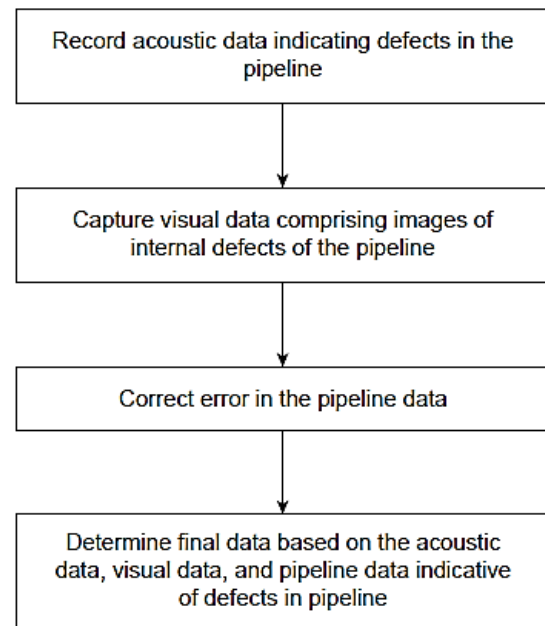 Record acoustic data indicating defects in the
pipeline
Capture visual data comprising images of
internal defects of the pipeline
Correct error in the pipeline data
Determine final data based on the acoustic
data, visual data, and pipeline data indicative
of defects in pipeline